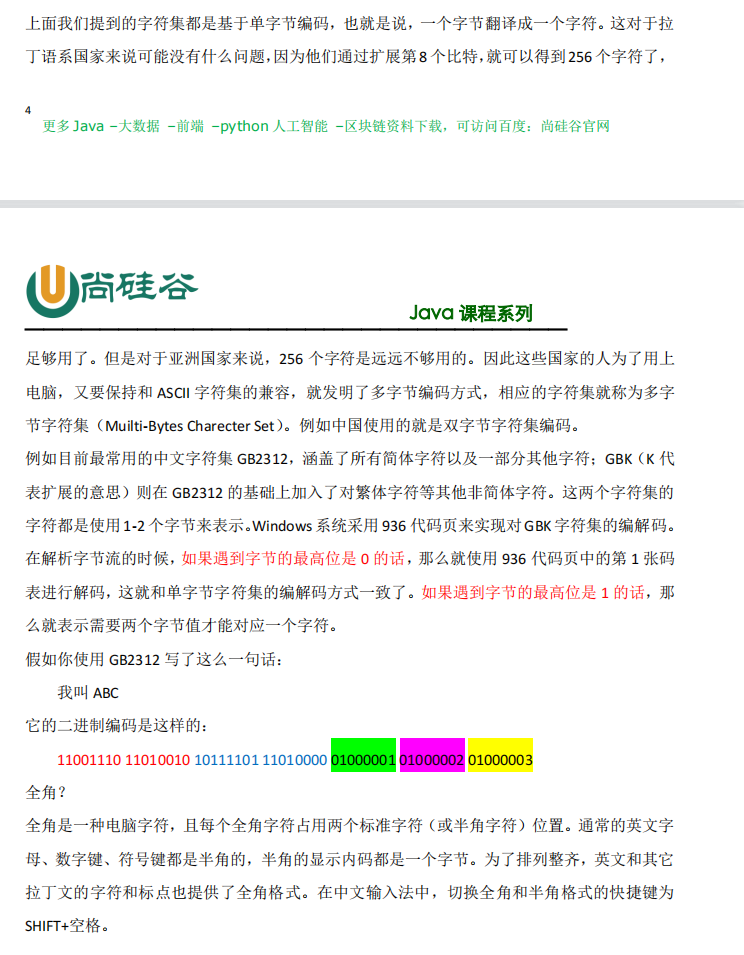 上面我们提到的字符集都是基于单字节编码，也就是说，一个字节翻译成一个字符。这对于拉
丁语系国家来说可能没有什么问题，因为他们通过扩展第 8 个比特，就可以得到 256 个字符了，
4
更多 Java –大数据 –前端 –python 人工智能 –区块链资料下载，可访问百度：尚硅谷官网
尚硅谷
Java 课程系列
足够用了。但是对于亚洲国家来说，256 个字符是远远不够用的。因此这些国家的人为了用上
电脑，又要保持和 ASCII 字符集的兼容，就发明了多字节编码方式，相应的字符集就称为多字
节字符集（Muilti-Bytes Charecter Set）。例如中国使用的就是双字节字符集编码。
例如目前最常用的中文字符集 GB2312，涵盖了所有简体字符以及一部分其他字符；GBK（K 代
表扩展的意思）则在 GB2312 的基础上加入了对繁体字符等其他非简体字符。这两个字符集的
字符都是使用 1-2 个字节来表示。Windows 系统采用 936 代码页来实现对 GBK 字符集的编解码。
在解析字节流的时候，如果遇到字节的最高位是 0 的话，那么就使用 936 代码页中的第 1 张码
表进行解码，这就和单字节字符集的编解码方式一致了。如果遇到字节的最高位是 1 的话，那
么就表示需要两个字节值才能对应一个字符。
假如你使用 GB2312 写了这么一句话：
我叫 ABC
它的二进制编码是这样的：
11001110 11010010 10111101 11010000 01000001 01000002 01000003
全角？
全角是一种电脑字符，且每个全角字符占用两个标准字符（或半角字符）位置。通常的英文字
母、数字键、符号键都是半角的，半角的显示内码都是一个字节。为了排列整齐，英文和其它
拉丁文的字符和标点也提供了全角格式。在中文输入法中，切换全角和半角格式的快捷键为
SHIFT+空格。